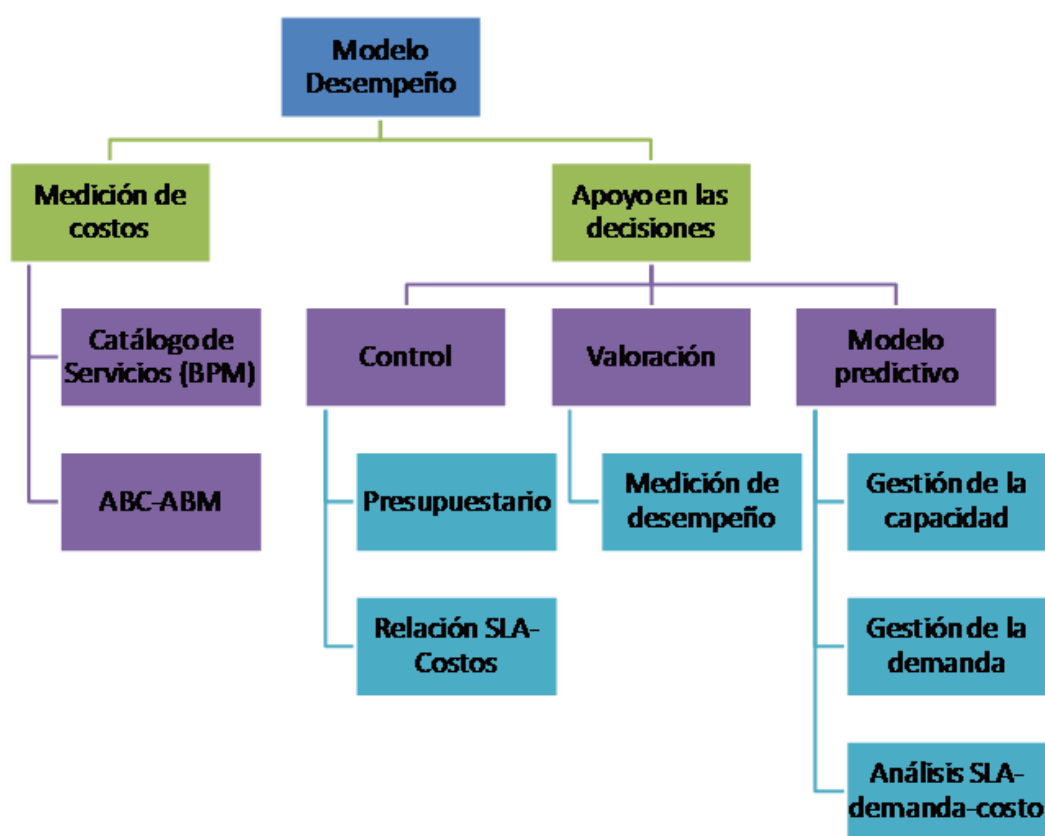 Modelo
Desempeño
Medición de
costos
Apoyo en las
decisiones
Catálogo de
Servicios (BPM)
Control
Valoración
Modelo
predictivo
ABC-ABM
Presupuestario
Medición de
desempeño
Gestión de la
capacidad
Relación SLA-
Costos
Gestión de la
demanda
Análisis SLA-
demanda-costo